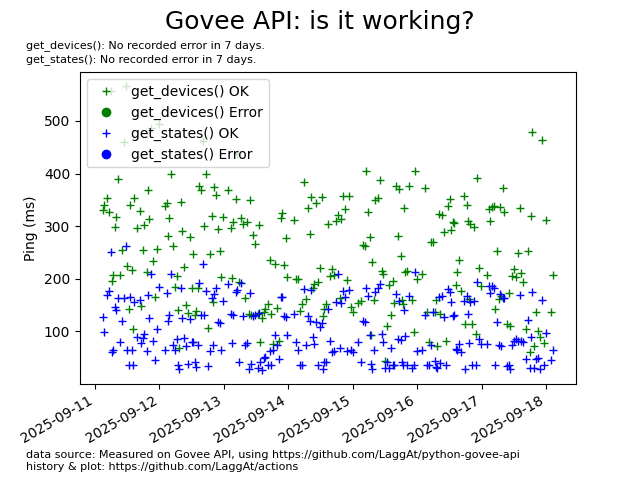 Govee API: is it working?
get_devices(): No recorded error in 7 days.
get_states(): No recorded error in 7 days.
get_devices() OK
get_devices() Error
get_states() OK
get_states() Error
500
400
300
200
100
Ping (ms)
2025-09-11
2025-09-12
2025-09-13
2025-09-14
2025-09-15
2025-09-16
2025-09-17
2025-09-18
data source: Measured on Govee API, using https://github.com/LaggAt/python-govee-api
history & plot: https://github.com/LaggAt/actions